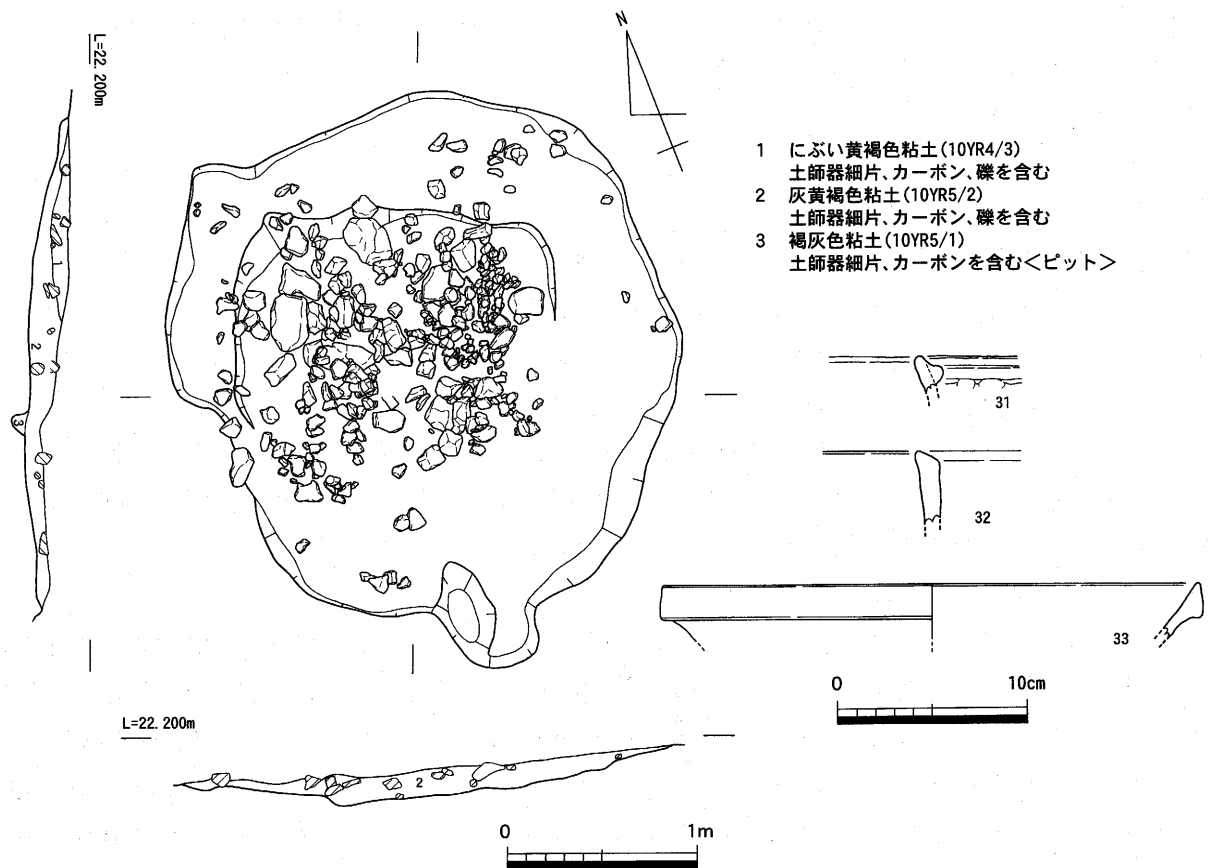 L=22.200m
N
1 にぶい黄褐色粘土(10YR4/3)
土師器細片、カーボン、礫を含む
2 灰黄褐色粘土(10YR5/2)
土師器細片、カーボン、礫を含む
3 褐灰色粘土(10YR5/1)
土師器細片、カーボンを含む<ピット>
2
3
31
32
33
0 10cm
L=22.200m
2
0 1m